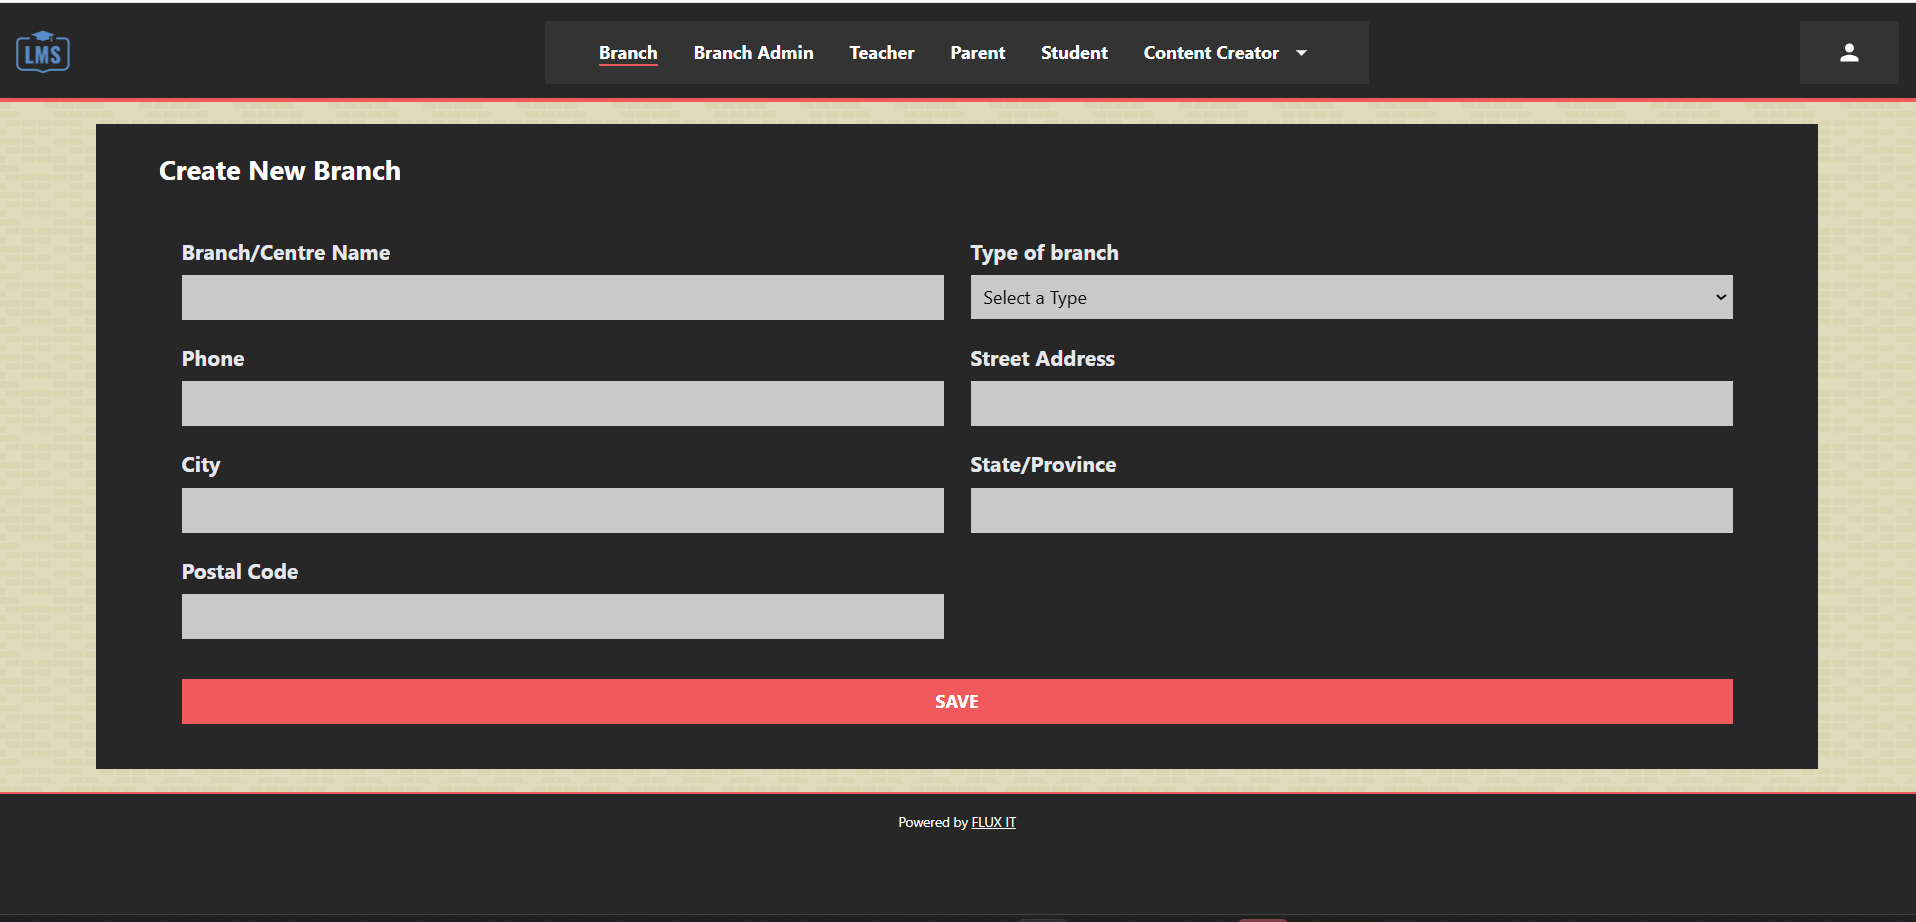 LMS
Branch Branch Admin Teacher Parent Student Content Creator
Create New Branch
Branch/Centre Name
Type of branch
Select a Type
Phone
Street Address
City
State/Province
Postal Code
SAVE
Powered by FLUX IT